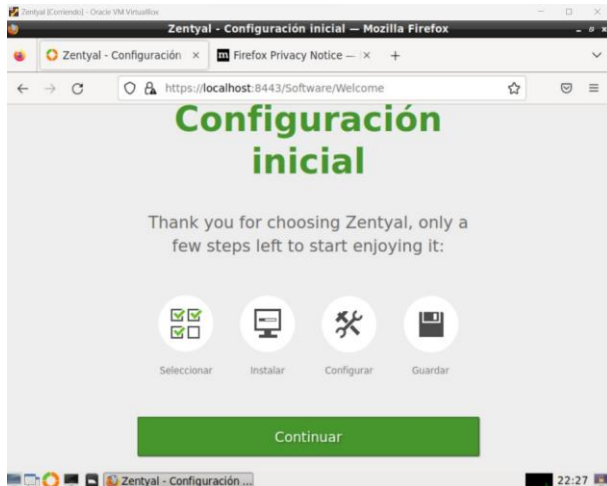 Zentyal [Corriendo] - Oracle VM VirtualBox
Zentyal - Configuración inicial — Mozilla Firefox
Zentyal - Configuración
Firefox Privacy Notice —
https://localhost:8443/Software/Welcome
Configuración
inicial
Thank you for choosing Zentyal, only a
few steps left to start enjoying it:
Seleccionar
Instalar
Configurar
Guardar
Continuar
Zentyal - Configuración ...
22:27